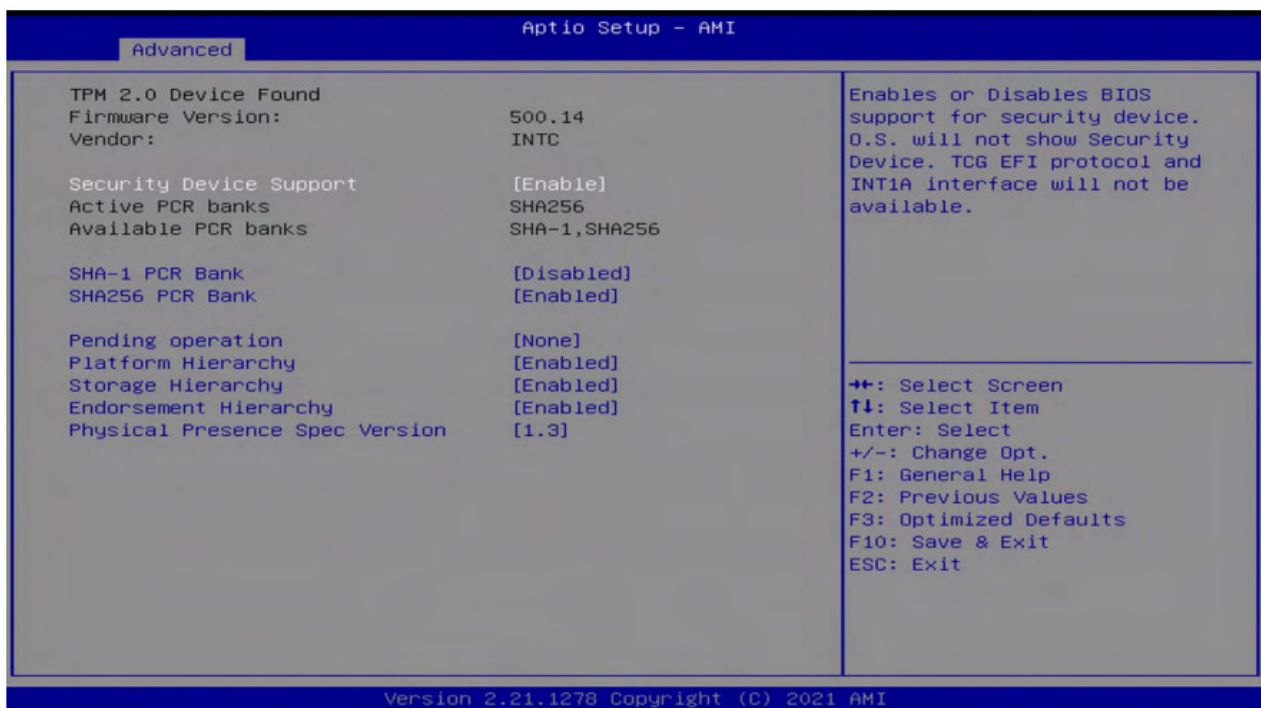 Aptio Setup - AMI
Advanced
TPM 2.0 Device Found
Firmware Version: 500.14
Vendor: INTC
Security Device Support [Enable]
Active PCR banks SHA256
Available PCR banks SHA-1,SHA256
SHA-1 PCR Bank [Disabled]
SHA256 PCR Bank [Enabled]
Pending operation [None]
Platform Hierarchy [Enabled]
Storage Hierarchy [Enabled]
Endorsement Hierarchy [Enabled]
Physical Presence Spec Version [1.3]
Enables or Disables BIOS
support for security device.
O.S. will not show Security
Device. TCG EFI protocol and
INT1A interface will not be
available.
→←: Select Screen
↑↓: Select Item
Enter: Select
+/-: Change Opt.
F1: General Help
F2: Previous Values
F3: Optimized Defaults
F10: Save & Exit
ESC: Exit
Version 2.21.1278 Copyright (C) 2021 AMI